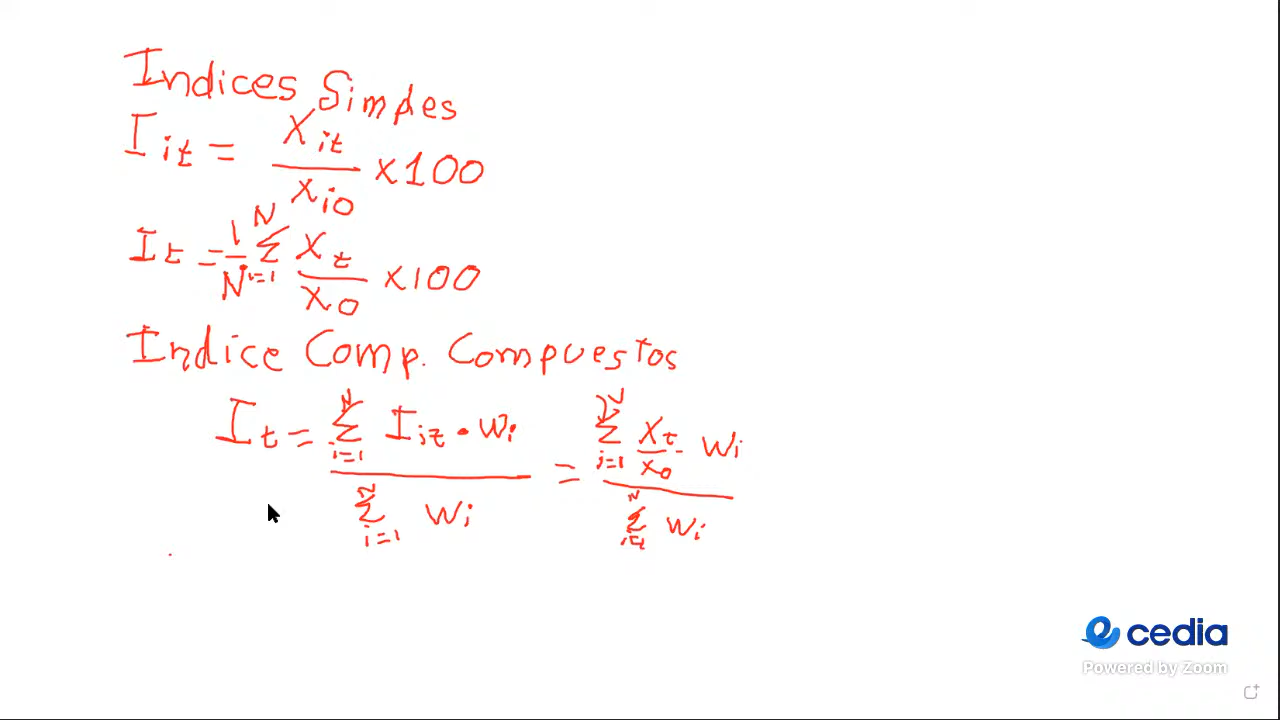 Indices Simples
I_it = X_it / x_i0 x100
I_t = 1/N Σ_{i=1}^{N} X_t / x_0 x100
Indice Comp. Compuestos
I_t = Σ_{i=1}^{N} I_it · w_i / Σ_{i=1}^{N} w_i = Σ_{i=1}^{N} X_t/x_0 · w_i / Σ_{i=1}^{N} w_i
cedia
Powered by Zoom